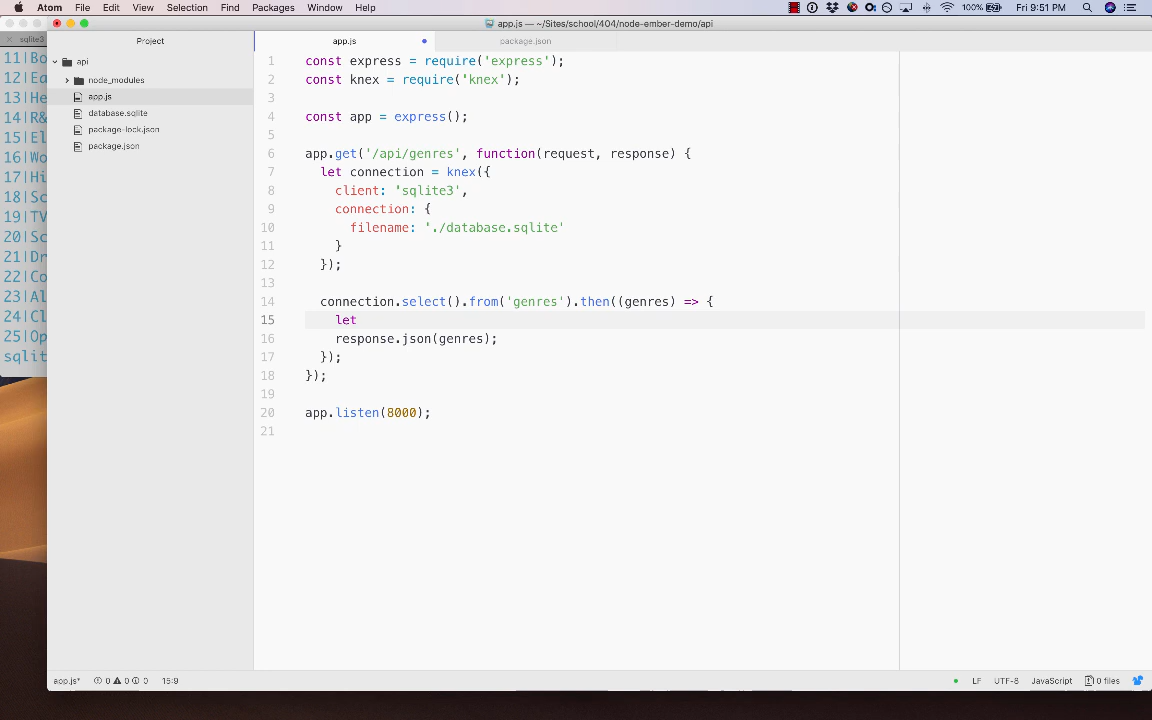 Atom File Edit View Selection Find Packages Window Help 100% Fri 9:51 PM
app.js — ~/Sites/school/404/node-ember-demo/api
sqlite3
Project
app.js
package.json
api
node_modules
app.js
database.sqlite
package-lock.json
package.json
11|Bo
12|Ea
13|He
14|R&
15|El
16|Wo
17|Hi
18|Sc
19|TV
20|Sc
21|Dr
22|Co
23|Al
24|Cl
25|Op
sqlit
1 const express = require('express');
2 const knex = require('knex');
3
4 const app = express();
5
6 app.get('/api/genres', function(request, response) {
7 let connection = knex({
8 client: 'sqlite3',
9 connection: {
10 filename: './database.sqlite'
11 }
12 });
13
14 connection.select().from('genres').then((genres) => {
15 let
16 response.json(genres);
17 });
18 });
19
20 app.listen(8000);
21
app.js* 0 0 0 15:9 LF UTF-8 JavaScript 0 files